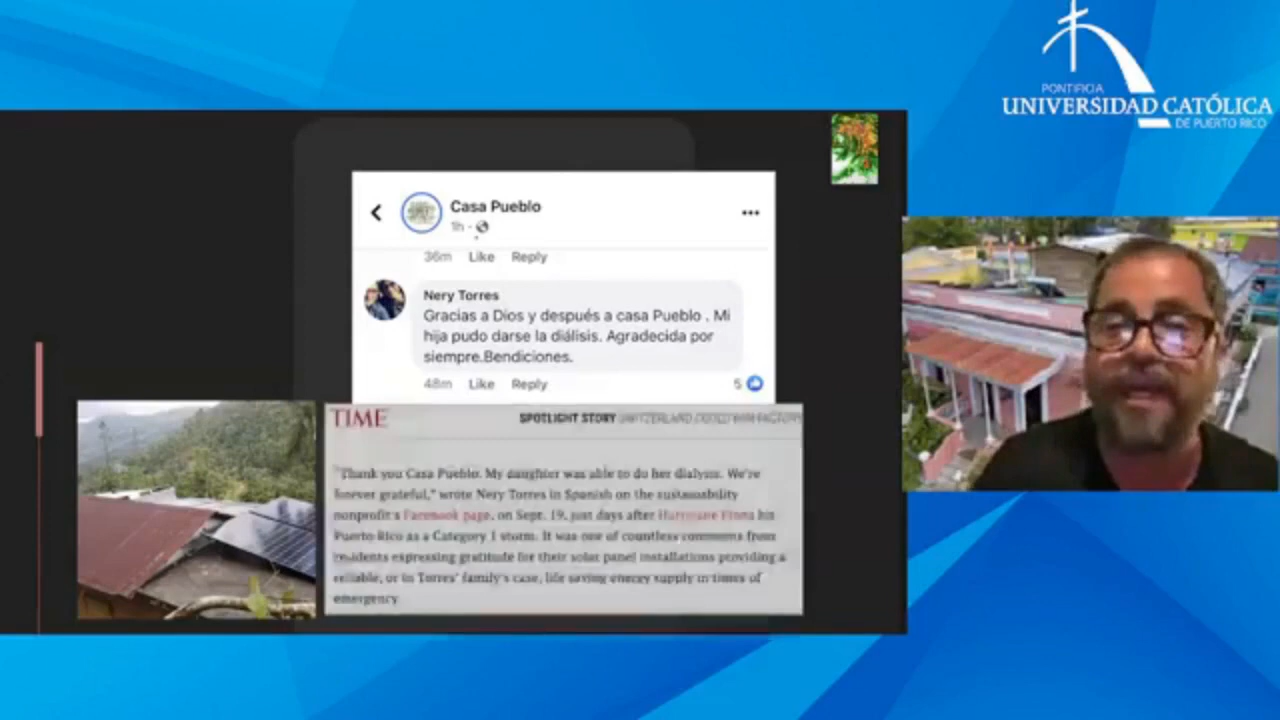 PONTIFICIA
UNIVERSIDAD CATÓLICA
DE PUERTO RICO
Casa Pueblo
1h
36m Like Reply
Nery Torres
Gracias a Dios y después a casa Pueblo . Mi
hija pudo darse la diálisis. Agradecida por
siempre.Bendiciones.
48m Like Reply 5
TIME
SPOTLIGHT STORY
"Thank you Casa Pueblo. My daughter was able to do her dialysis. We're
forever grateful," wrote Nery Torres in Spanish on the sustainability
nonprofit's Facebook page, on Sept. 19, just days after Hurricane Fiona hit
Puerto Rico as a Category 1 storm. It was one of countless comments from
residents expressing gratitude for their solar panel installations providing a
reliable, or in Torres' family's case, life saving energy supply in times of
emergency.